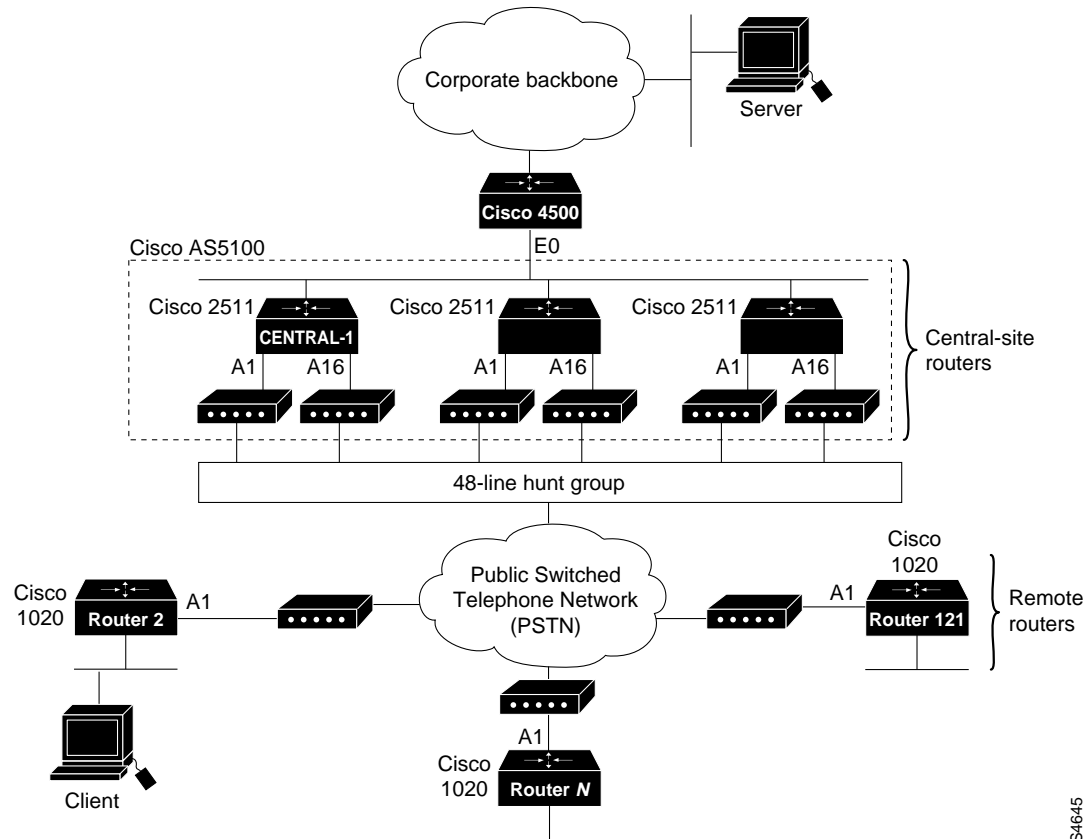 Corporate backbone
Server
Cisco 4500
E0
Cisco AS5100
Cisco 2511
CENTRAL-1
A1
A16
Cisco 2511
A1
A16
Cisco 2511
A1
A16
Central-site
routers
48-line hunt group
Public Switched
Telephone Network
(PSTN)
Cisco
1020
Router 2
A1
Client
A1
Cisco
1020
Router N
Cisco
1020
A1
Router 121
Remote
routers
S4645